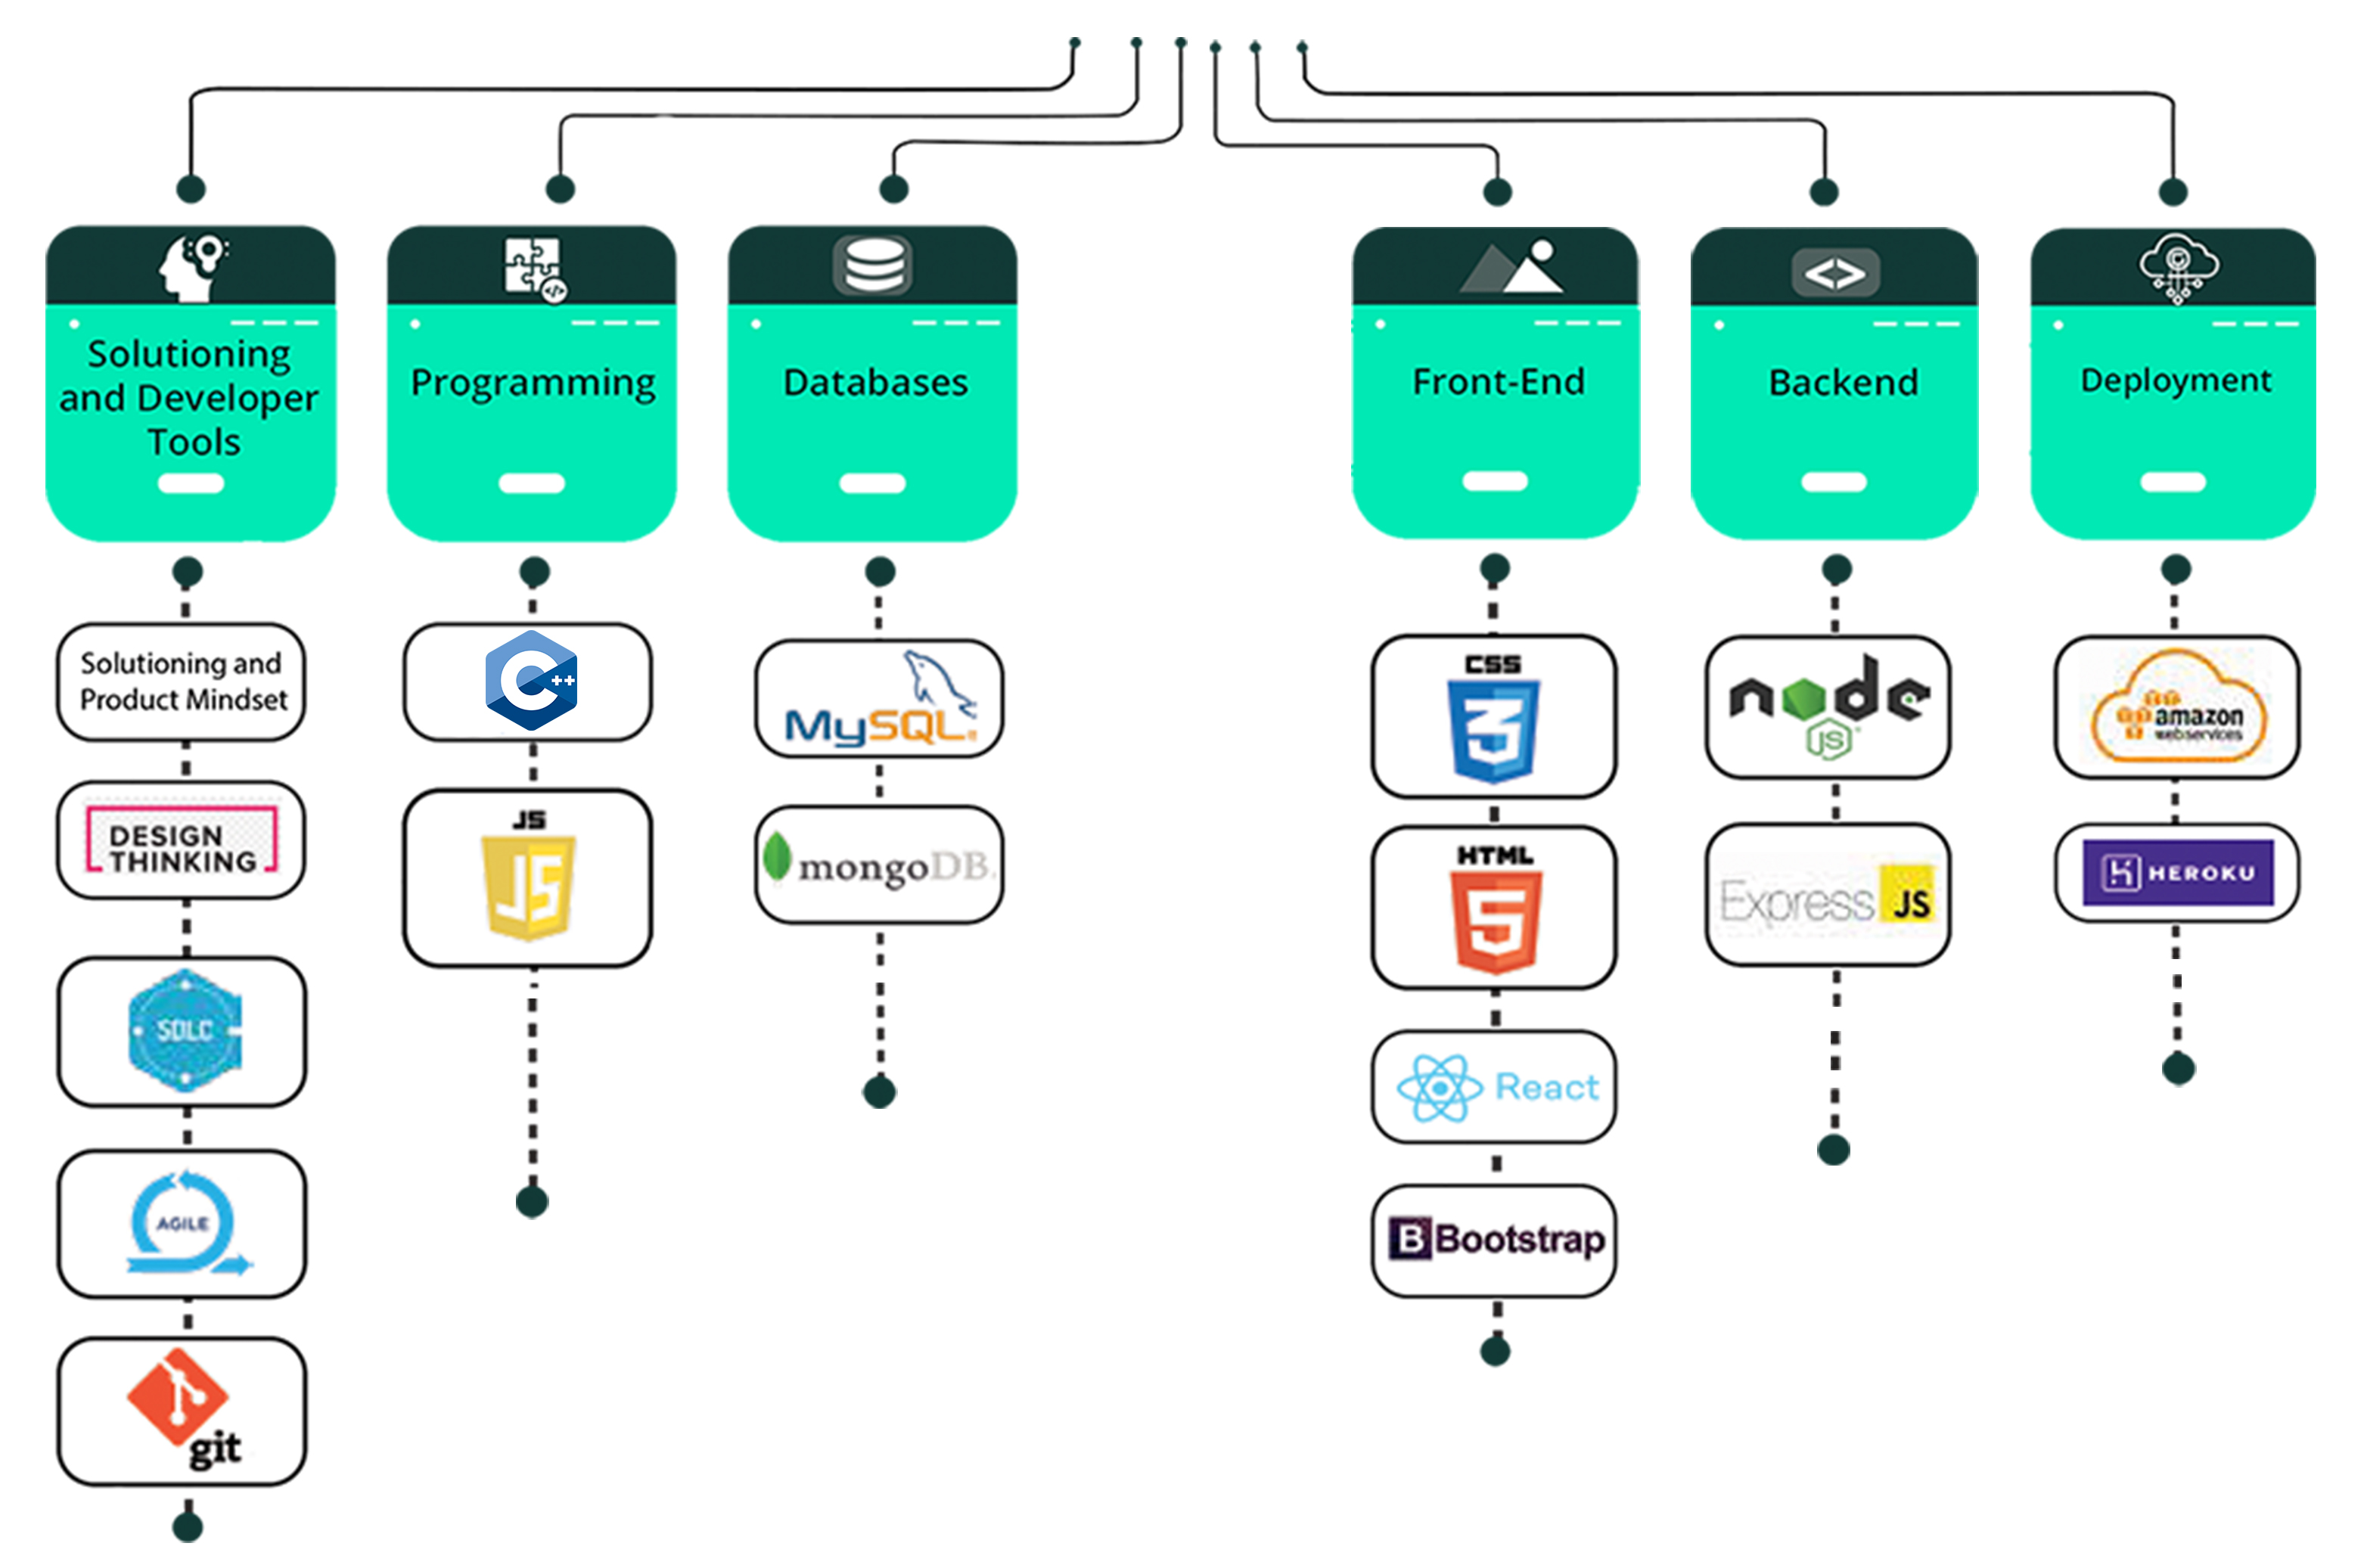 Solutioning
and Developer
Tools
Solutioning and
Product Mindset
DESIGN
THINKING
SDLC
AGILE
git
Programming
C++
JS
JS
Databases
MySQL
mongoDB.
Front-End
CSS
3
HTML
5
React
B Bootstrap
Backend
node
JS
Express JS
Deployment
amazon
webservices
HEROKU